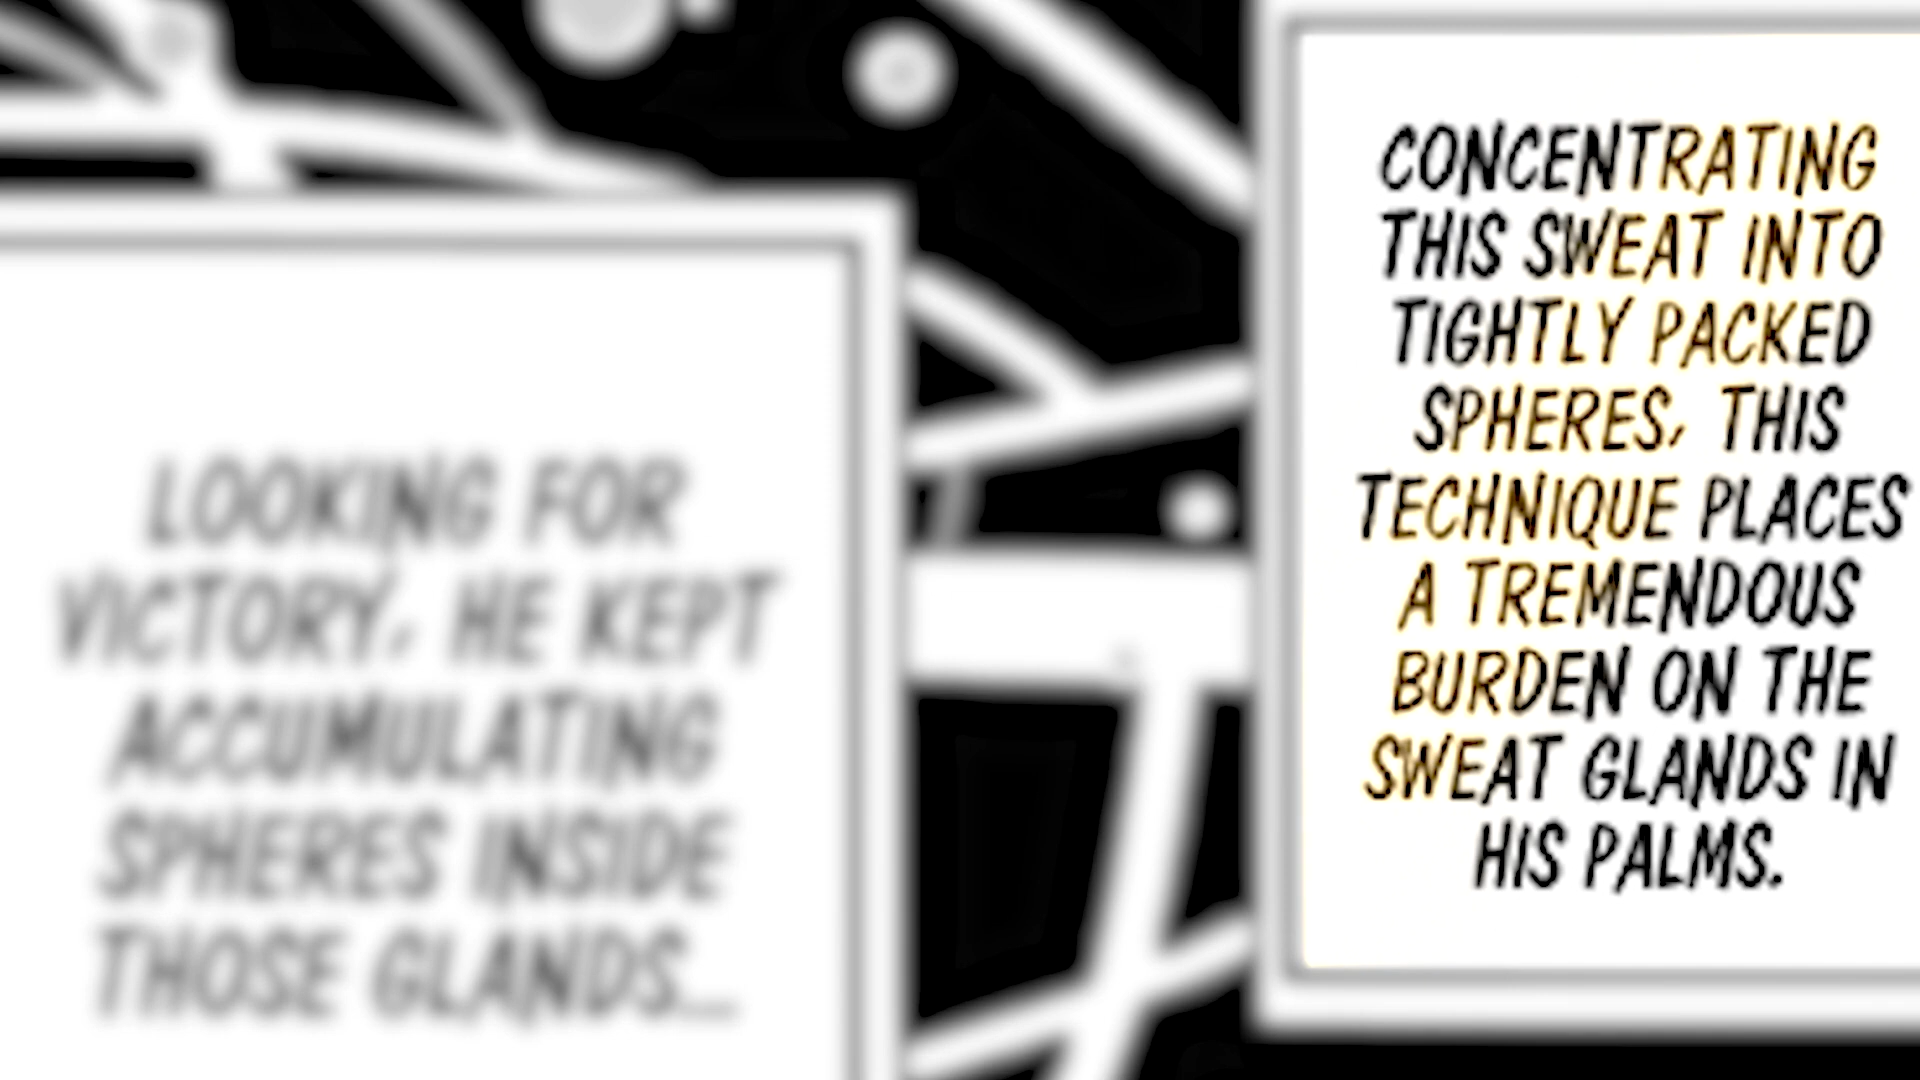 CONCENTRATING
THIS SWEAT INTO
TIGHTLY PACKED
SPHERES, THIS
TECHNIQUE PLACES
A TREMENDOUS
BURDEN ON THE
SWEAT GLANDS IN
HIS PALMS.
LOOKING FOR
VICTORY, HE KEPT
ACCUMULATING
SPHERES INSIDE
THOSE GLANDS...